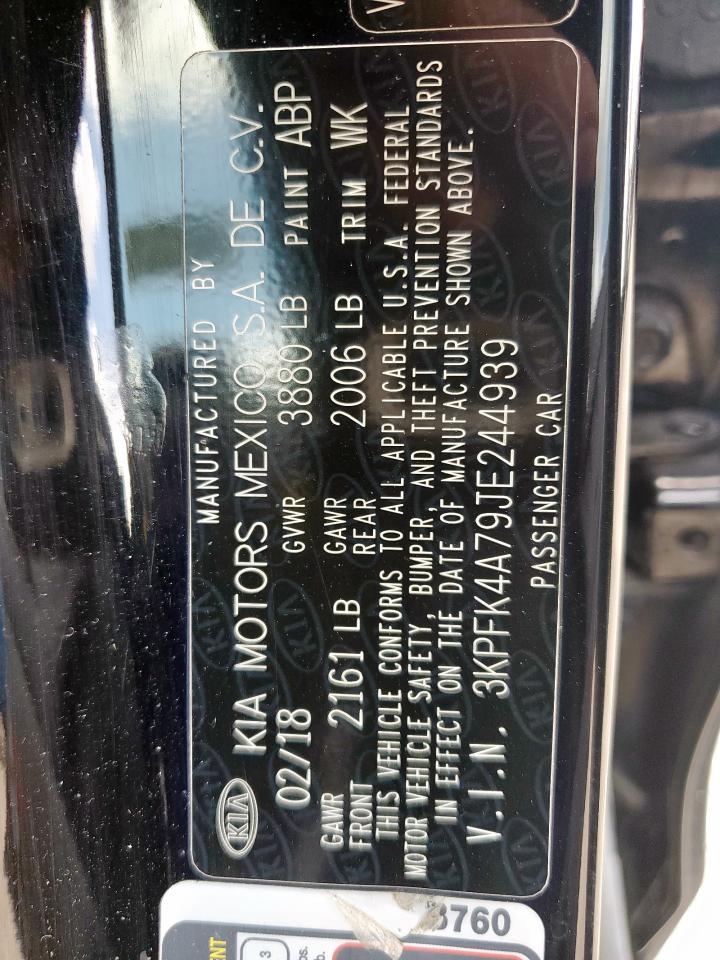 MANUFACTURED BY
KIA KIA MOTORS MEXICO S.A. DE C.V.
02/18 GVWR 3880 LB PAINT ABP
GAWR FRONT 2161 LB GAWR REAR 2006 LB TRIM WK
THIS VEHICLE CONFORMS TO ALL APPLICABLE U.S.A. FEDERAL
MOTOR VEHICLE SAFETY, BUMPER, AND THEFT PREVENTION STANDARDS
IN EFFECT ON THE DATE OF MANUFACTURE SHOWN ABOVE.
V.I.N. 3KPFK4A79JE244939
PASSENGER CAR
3760
3